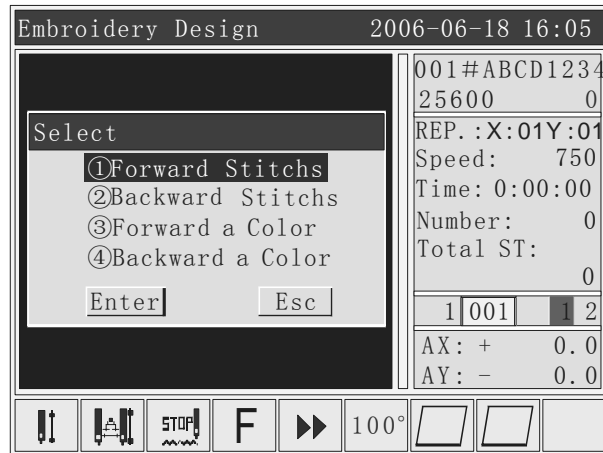 Embroidery Design 2006-06-18 16:05
001#ABCD1234
25600 0
REP.:X:01Y:01
Speed: 750
Time: 0:00:00
Number: 0
Total ST:
0
1 001 1 2
AX: + 0.0
AY: - 0.0
Select
①Forward Stitchs
②Backward Stitchs
③Forward a Color
④Backward a Color
Enter Esc
A STOP F 100°